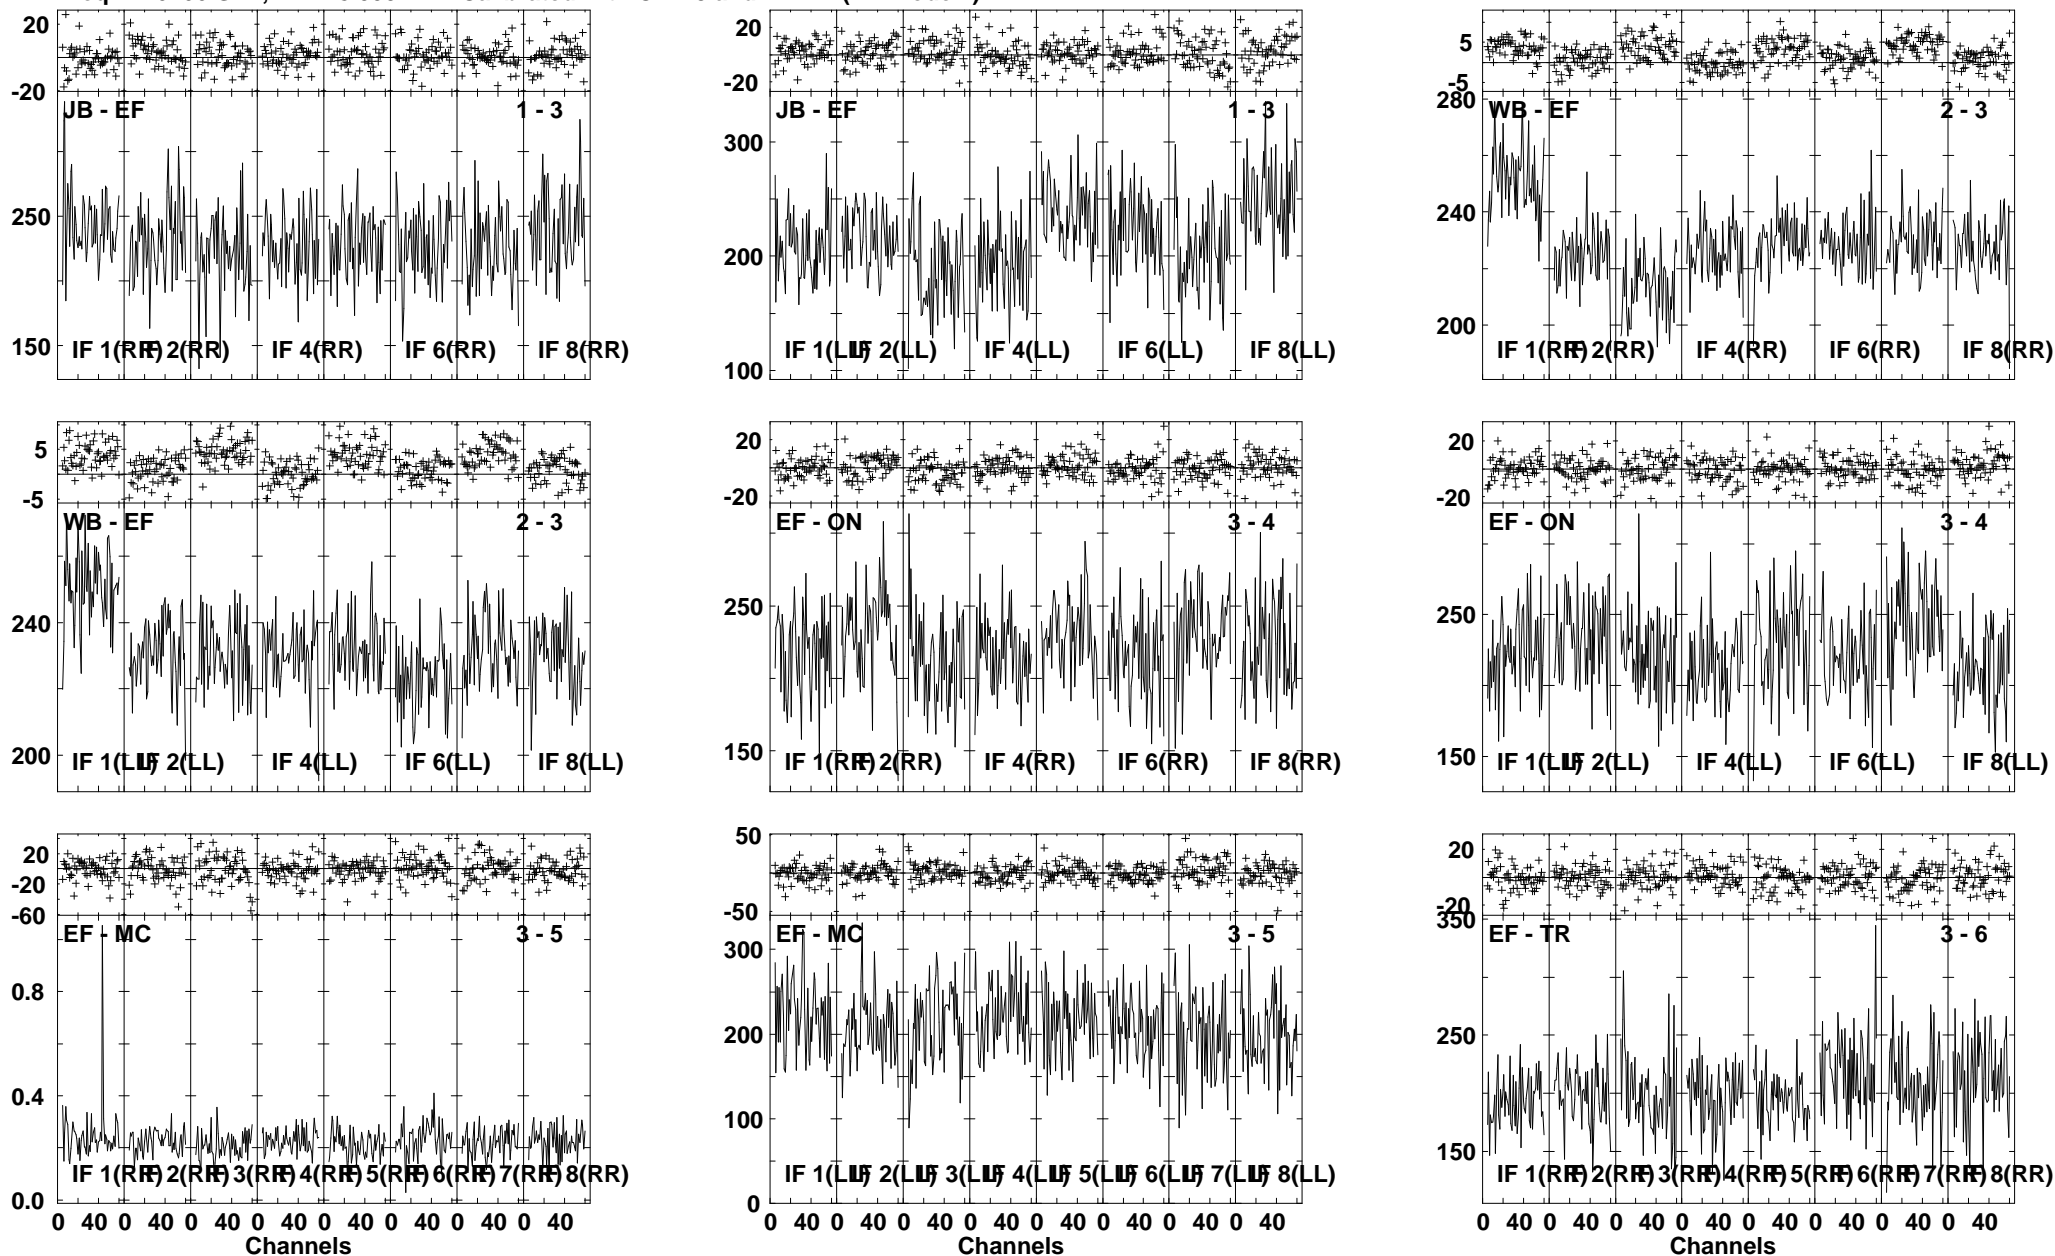 20
-20
JB - EF 1 - 3
250
150
IF 1(RR) IF 2(RR) IF 4(RR) IF 6(RR) IF 8(RR)
20
-20
JB - EF 1 - 3
300
200
100
IF 1(LL) IF 2(LL) IF 4(LL) IF 6(LL) IF 8(LL)
5
-5
280
WB - EF 2 - 3
240
200
IF 1(RR) IF 2(RR) IF 4(RR) IF 6(RR) IF 8(RR)
5
-5
WB - EF 2 - 3
240
200
IF 1(LL) IF 2(LL) IF 4(LL) IF 6(LL) IF 8(LL)
20
-20
EF - ON 3 - 4
250
150
IF 1(RR) IF 2(RR) IF 4(RR) IF 6(RR) IF 8(RR)
20
-20
EF - ON 3 - 4
250
150
IF 1(LL) IF 2(LL) IF 4(LL) IF 6(LL) IF 8(LL)
20
-20
-60
EF - MC 3 - 5
0.8
0.4
0.0
IF 1(RR) IF 2(RR) IF 3(RR) IF 4(RR) IF 5(RR) IF 6(RR) IF 7(RR) IF 8(RR)
0 40 0 40 0 40 0 40 0 40 0 40 0 40 0 40
Channels
50
-50
EF - MC 3 - 5
300
200
100
0
IF 1(LL) IF 2(LL) IF 3(LL) IF 4(LL) IF 5(LL) IF 6(LL) IF 7(LL) IF 8(LL)
0 40 0 40 0 40 0 40 0 40 0 40 0 40 0 40
Channels
20
-20
350
EF - TR 3 - 6
250
150
IF 1(RR) IF 2(RR) IF 3(RR) IF 4(RR) IF 5(RR) IF 6(RR) IF 7(RR) IF 8(RR)
0 40 0 40 0 40 0 40 0 40 0 40 0 40 0 40
Channels